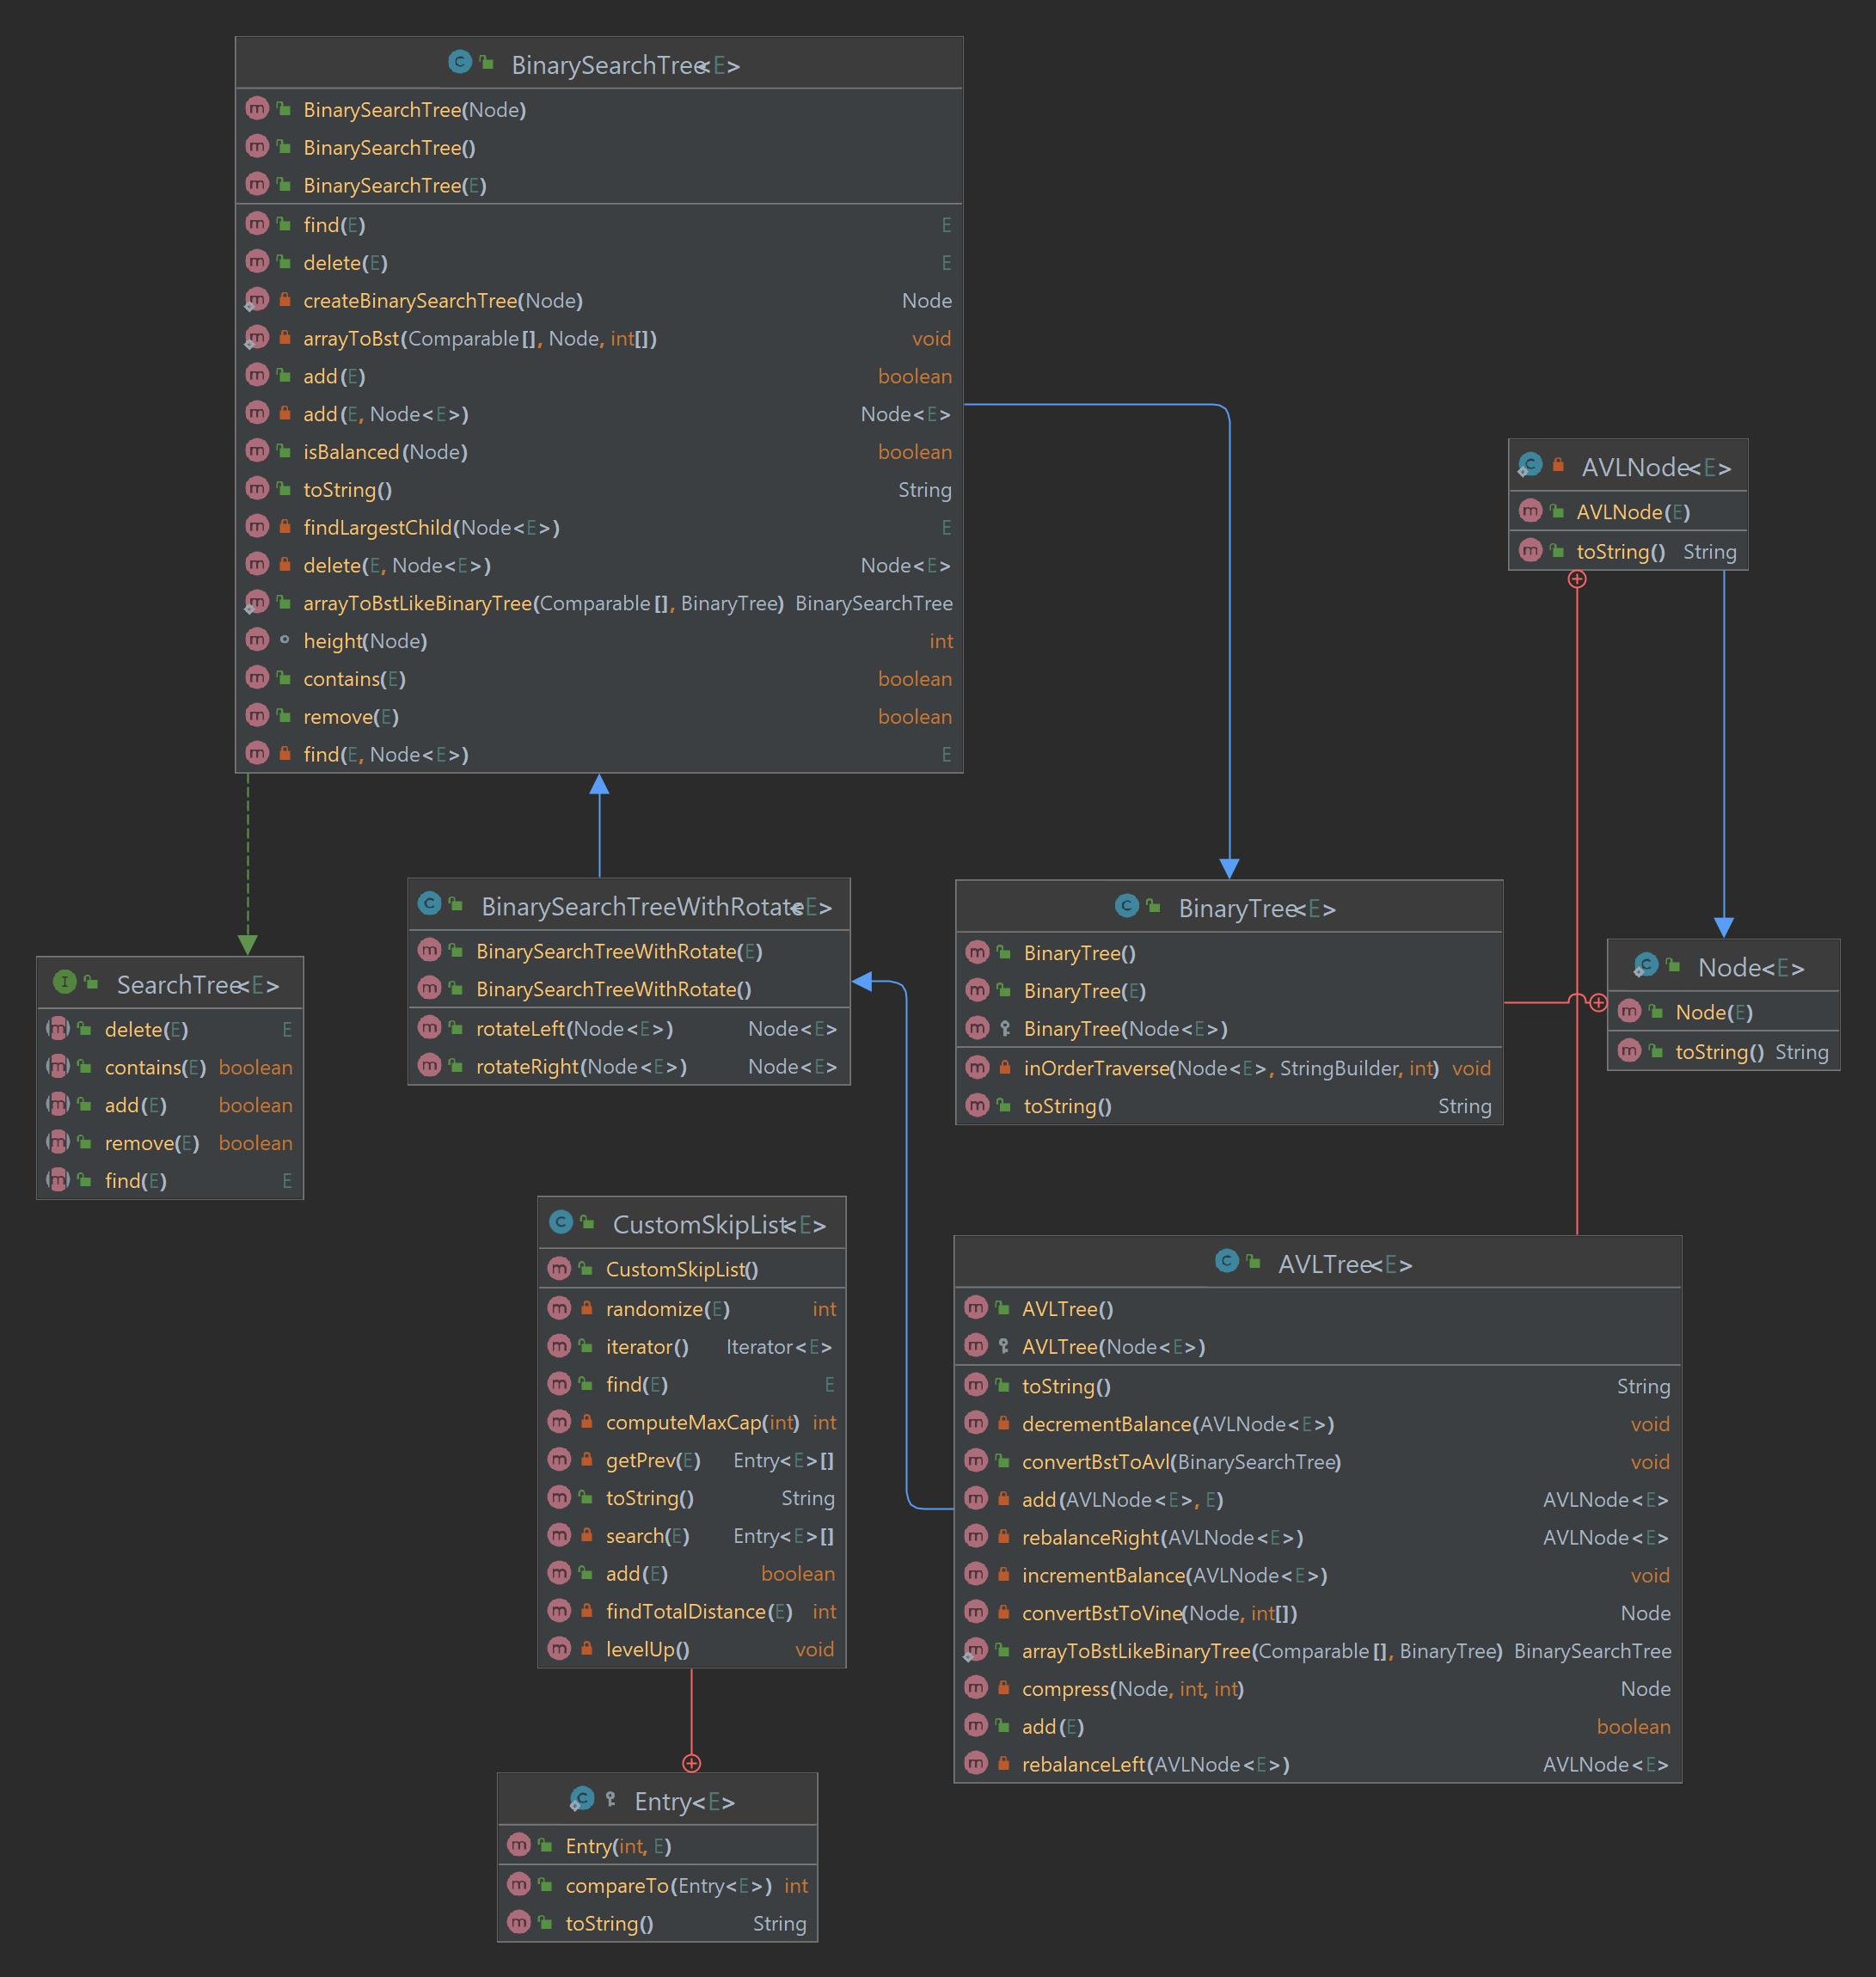 BinarySearchTree<E>
BinarySearchTree(Node)
BinarySearchTree()
BinarySearchTree(E)
find(E) E
delete(E) E
createBinarySearchTree(Node) Node
arrayToBst(Comparable[], Node, int[]) void
add(E) boolean
add(E, Node<E>) Node<E>
isBalanced(Node) boolean
toString() String
findLargestChild(Node<E>) E
delete(E, Node<E>) Node<E>
arrayToBstLikeBinaryTree(Comparable[], BinaryTree) BinarySearchTree
height(Node) int
contains(E) boolean
remove(E) boolean
find(E, Node<E>) E
AVLNode<E>
AVLNode(E)
toString() String
BinarySearchTreeWithRotate<E>
BinarySearchTreeWithRotate(E)
BinarySearchTreeWithRotate()
rotateLeft(Node<E>) Node<E>
rotateRight(Node<E>) Node<E>
BinaryTree<E>
BinaryTree()
BinaryTree(E)
BinaryTree(Node<E>)
inOrderTraverse(Node<E>, StringBuilder, int) void
toString() String
Node<E>
Node(E)
toString() String
SearchTree<E>
delete(E) E
contains(E) boolean
add(E) boolean
remove(E) boolean
find(E) E
CustomSkipList<E>
CustomSkipList()
randomize(E) int
iterator() Iterator<E>
find(E) E
computeMaxCap(int) int
getPrev(E) Entry<E>[]
toString() String
search(E) Entry<E>[]
add(E) boolean
findTotalDistance(E) int
levelUp() void
AVLTree<E>
AVLTree()
AVLTree(Node<E>)
toString() String
decrementBalance(AVLNode<E>) void
convertBstToAvl(BinarySearchTree) void
add(AVLNode<E>, E) AVLNode<E>
rebalanceRight(AVLNode<E>) AVLNode<E>
incrementBalance(AVLNode<E>) void
convertBstToVine(Node, int[]) Node
arrayToBstLikeBinaryTree(Comparable[], BinaryTree) BinarySearchTree
compress(Node, int, int) Node
add(E) boolean
rebalanceLeft(AVLNode<E>) AVLNode<E>
Entry<E>
Entry(int, E)
compareTo(Entry<E>) int
toString() String